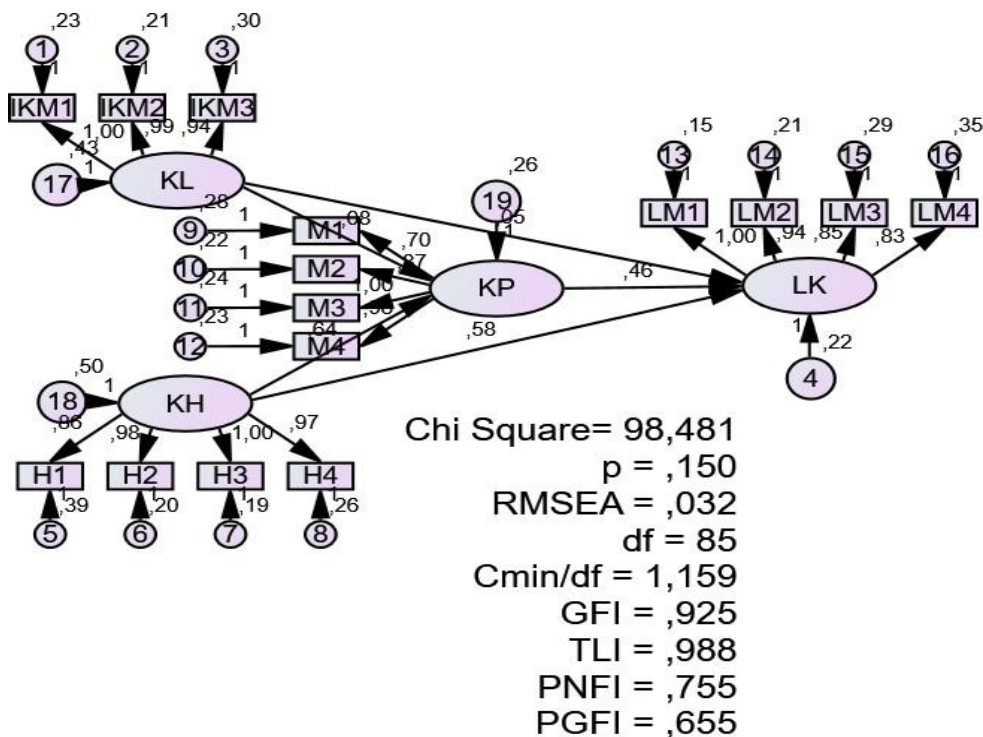 ,23 ,21 ,30
1 2 3
1 1 1
IKM1 IKM2 IKM3
1,00 ,99 ,94
,43
17 1 KL
,15 ,21 ,29 ,35
13 14 15 16
1 1 1 1
LM1 LM2 LM3 LM4
1,00 ,94 ,85 ,83
,26
19
,05
1
,28
9 1 M1 ,08 ,70
,22
10 1 M2
,24
11 1 M3 1,00
,23
12 1 M4 ,64
KP ,46 LK
,58
1 ,22
4
,50
18 1 KH
,86 ,98 1,00 ,97
H1 H2 H3 H4
1 1 1 1
,39 ,20 ,19 ,26
5 6 7 8
Chi Square= 98,481
p = ,150
RMSEA = ,032
df = 85
Cmin/df = 1,159
GFI = ,925
TLI = ,988
PNFI = ,755
PGFI = ,655